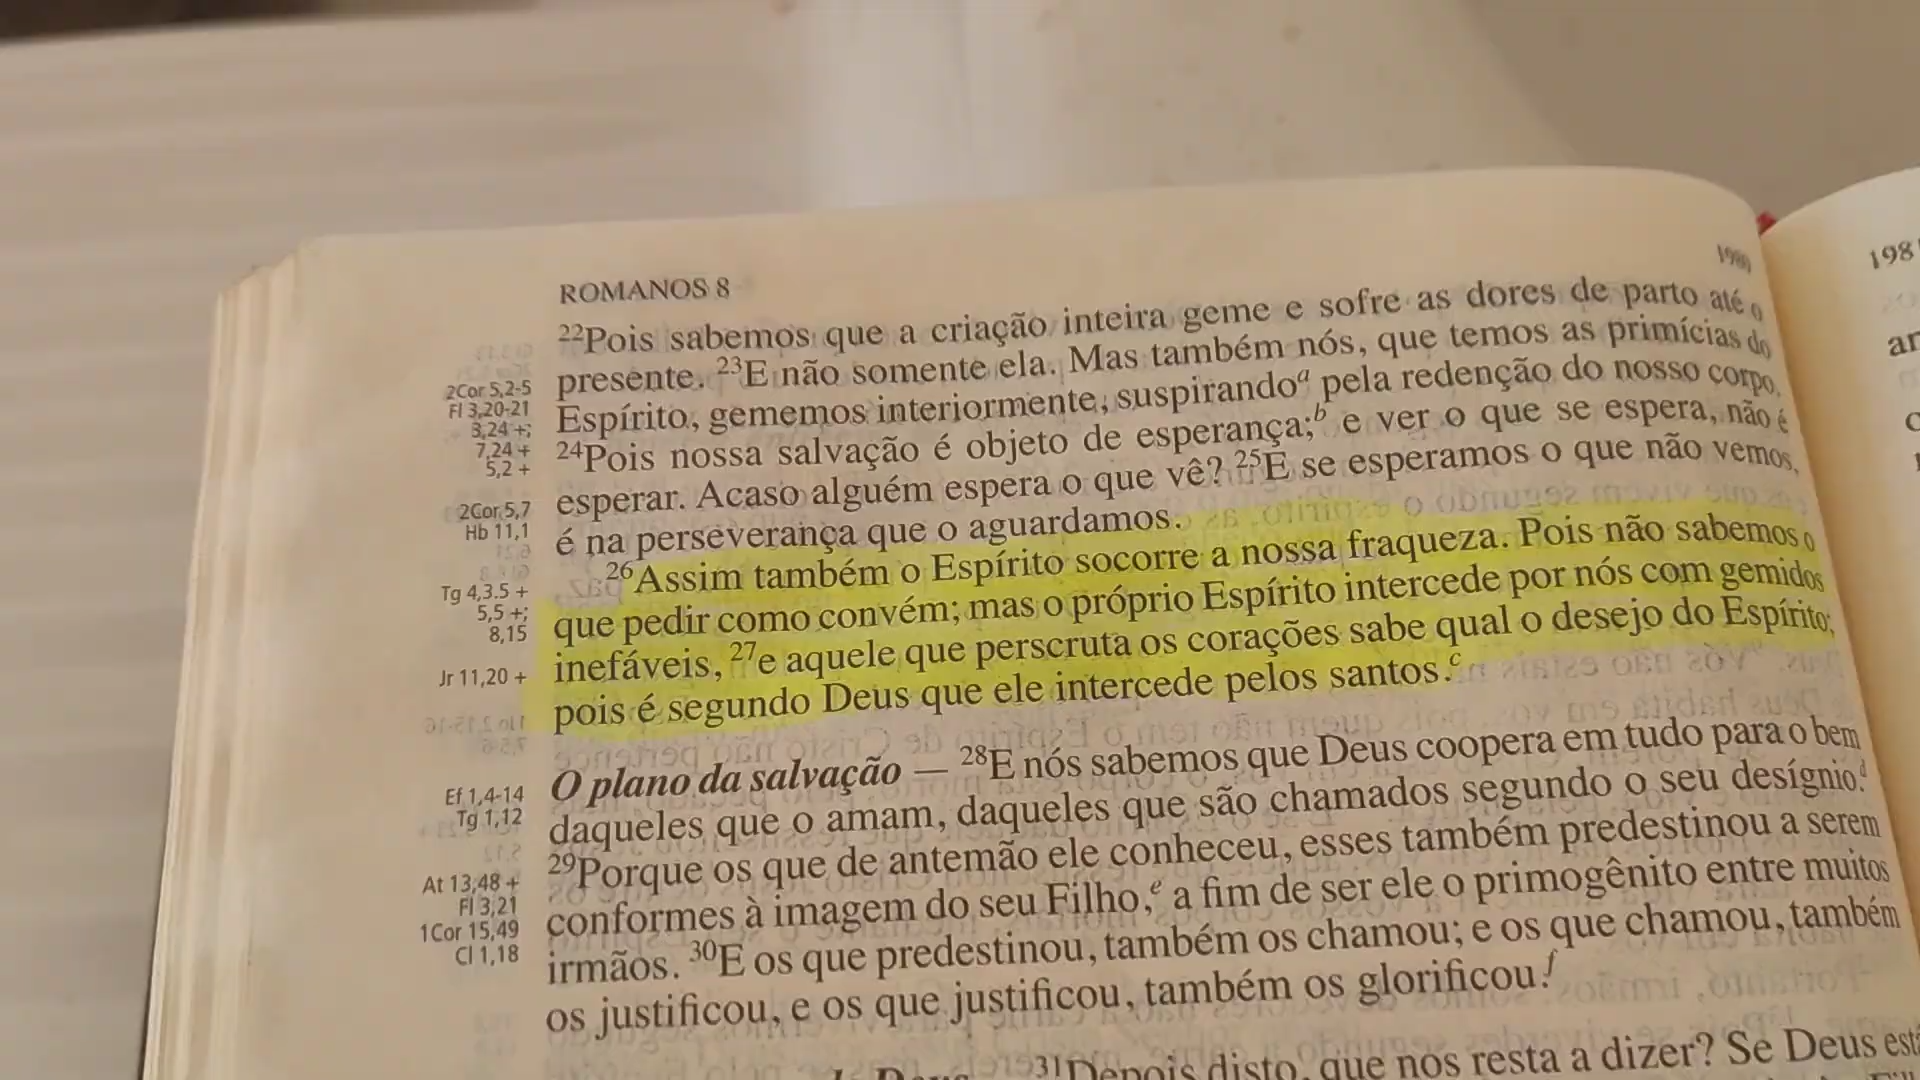 ROMANOS 8
1980
198
²²Pois sabemos que a criação inteira geme e sofre as dores de parto até o
presente. ²³E não somente ela. Mas também nós, que temos as primícias do
Espírito, gememos interiormente, suspirandoᵃ pela redenção do nosso corpo.
²⁴Pois nossa salvação é objeto de esperança;ᵇ e ver o que se espera, não é
esperar. Acaso alguém espera o que vê? ²⁵E se esperamos o que não vemos,
é na perseverança que o aguardamos.
²⁶Assim também o Espírito socorre a nossa fraqueza. Pois não sabemos o
que pedir como convém; mas o próprio Espírito intercede por nós com gemidos
inefáveis, ²⁷e aquele que perscruta os corações sabe qual o desejo do Espírito;
pois é segundo Deus que ele intercede pelos santos.ᶜ
O plano da salvação — ²⁸E nós sabemos que Deus coopera em tudo para o bem
daqueles que o amam, daqueles que são chamados segundo o seu desígnio.ᵈ
²⁹Porque os que de antemão ele conheceu, esses também predestinou a serem
conformes à imagem do seu Filho,ᵉ a fim de ser ele o primogênito entre muitos
irmãos. ³⁰E os que predestinou, também os chamou; e os que chamou, também
os justificou, e os que justificou, também os glorificou.ᶠ
³¹Depois disto, que nos resta a dizer? Se Deus está
2Cor 5,2-5
Fl 3,20-21
3,24 +;
7,24 +
5,2 +
2Cor 5,7
Hb 11,1
Tg 4,3.5 +
5,5 +;
8,15
Jr 11,20 +
Ef 1,4-14
Tg 1,12
At 13,48 +
Fl 3,21
1Cor 15,49
Cl 1,18